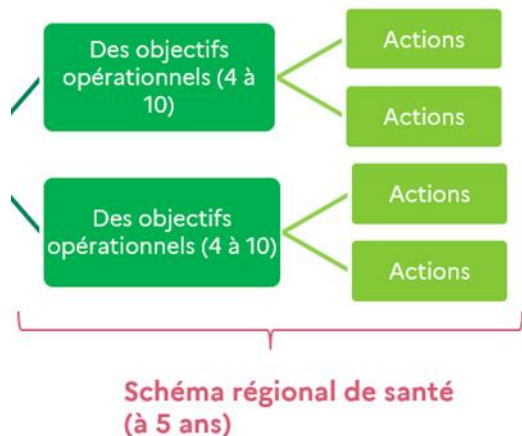 Des objectifs
opérationnels (4 à
10)
Actions
Actions
Des objectifs
opérationnels (4 à 10)
Actions
Actions
Schéma régional de santé
(à 5 ans)